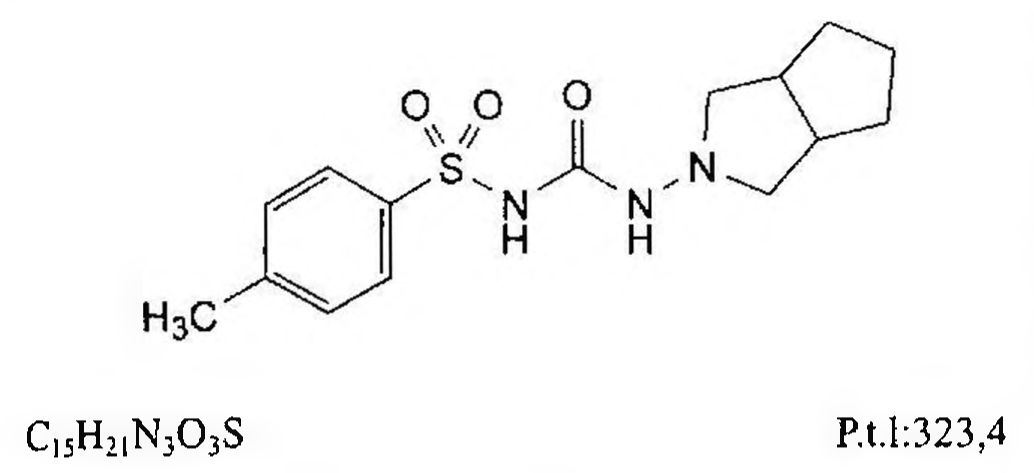 O O O
S
N
H
N
H
N
H₃C
C₁₅H₂₁N₃O₃S P.t.l:323,4